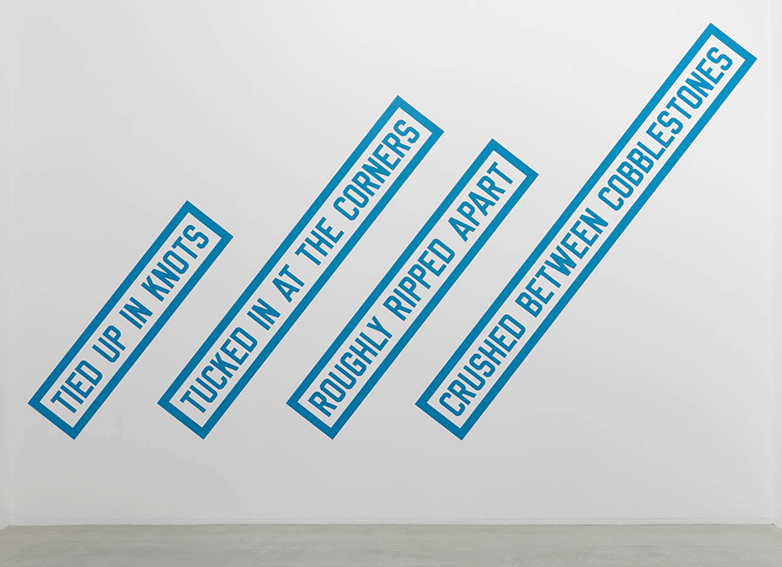 TIED UP IN KNOTS
TUCKED IN AT THE CORNERS
ROUGHLY RIPPED APART
CRUSHED BETWEEN COBBLESTONES